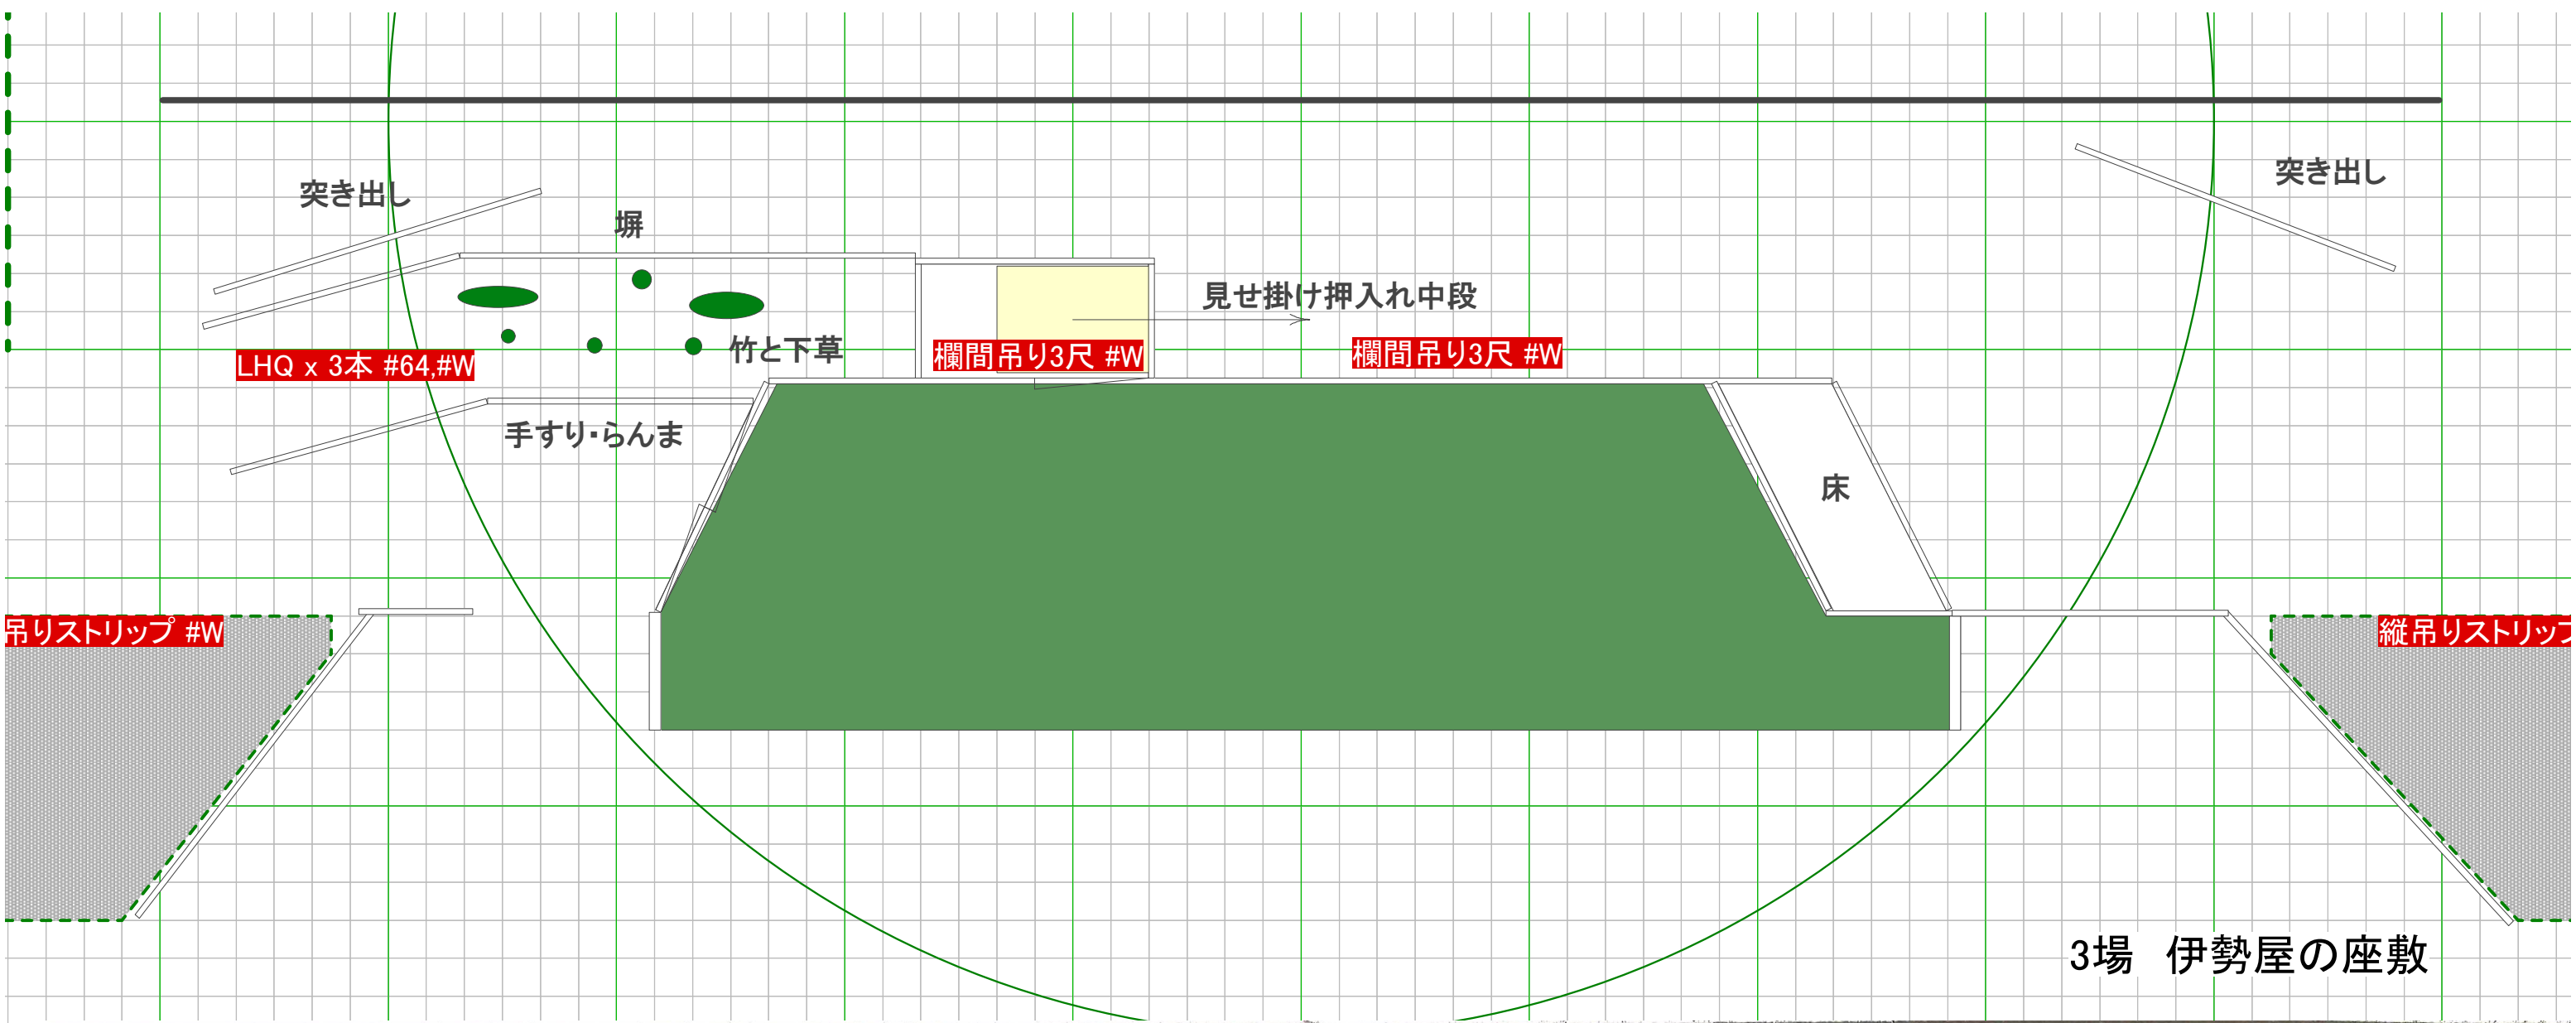 突き出し
突き出し
塀
見せ掛け押入れ中段
竹と下草
欄間吊り3尺 #W
欄間吊り3尺 #W
LHQ x 3本 #64,#W
手すり・らんま
床
吊りストリップ #W
縦吊りストリップ
3場　伊勢屋の座敷